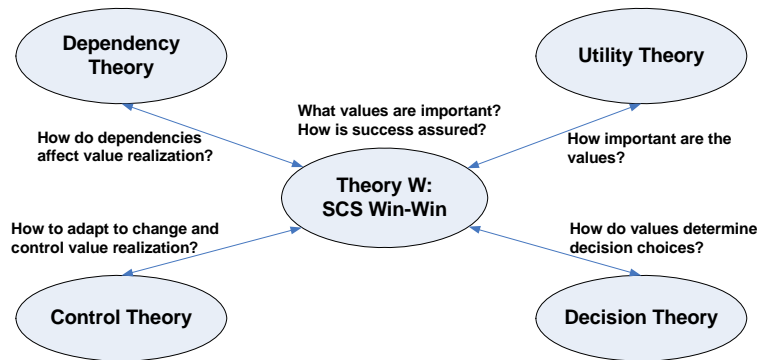 Dependency
Theory
Utility Theory
What values are important?
How is success assured?
How do dependencies
affect value realization?
How important are the
values?
Theory W:
SCS Win-Win
How to adapt to change and
control value realization?
How do values determine
decision choices?
Control Theory
Decision Theory